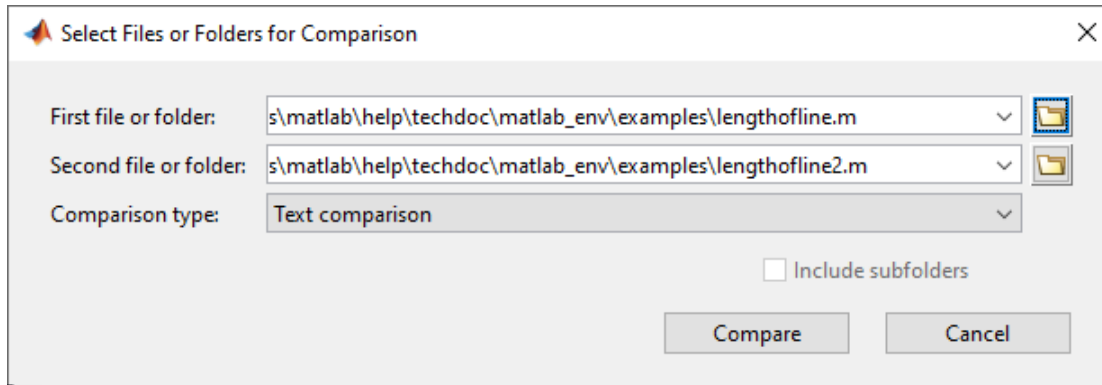 Select Files or Folders for Comparison
First file or folder: s\matlab\help\techdoc\matlab_env\examples\lengthofline.m
Second file or folder: s\matlab\help\techdoc\matlab_env\examples\lengthofline2.m
Comparison type: Text comparison
Include subfolders
Compare Cancel